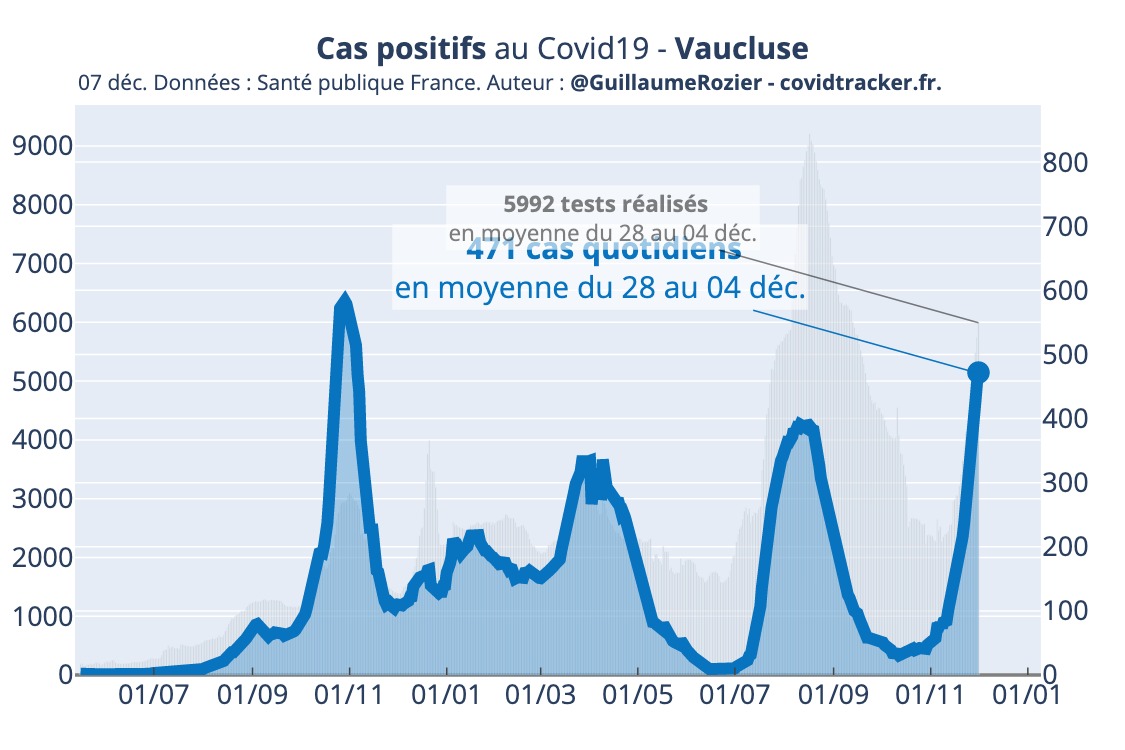 Cas positifs au Covid19 - Vaucluse
07 déc. Données : Santé publique France. Auteur : @GuillaumeRozier - covidtracker.fr.
5992 tests réalisés
en moyenne du 28 au 04 déc.
471 cas quotidiens
en moyenne du 28 au 04 déc.
9000
8000
7000
6000
5000
4000
3000
2000
1000
0
800
700
600
500
400
300
200
100
0
01/07 01/09 01/11 01/01 01/03 01/05 01/07 01/09 01/11 01/01